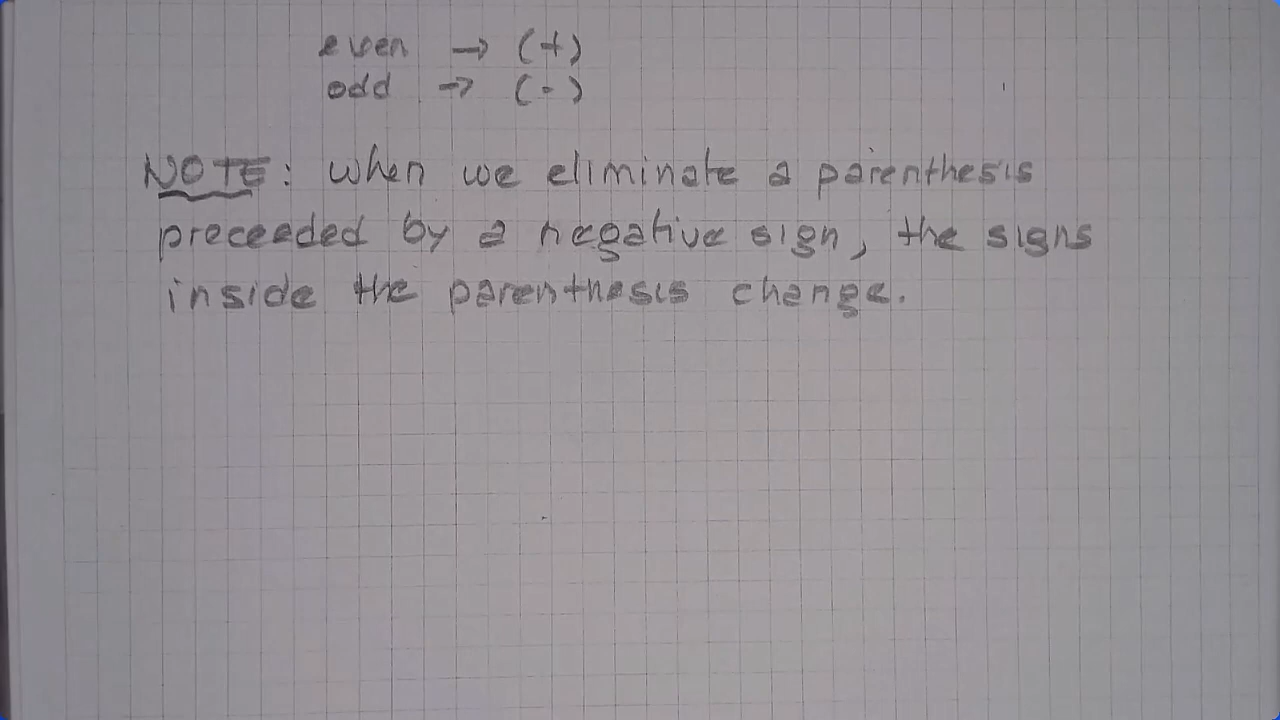 even → (+)
odd → (-)
NOTE: when we eliminate a parenthesis
preceeded by a negative sign, the signs
inside the parenthesis change.